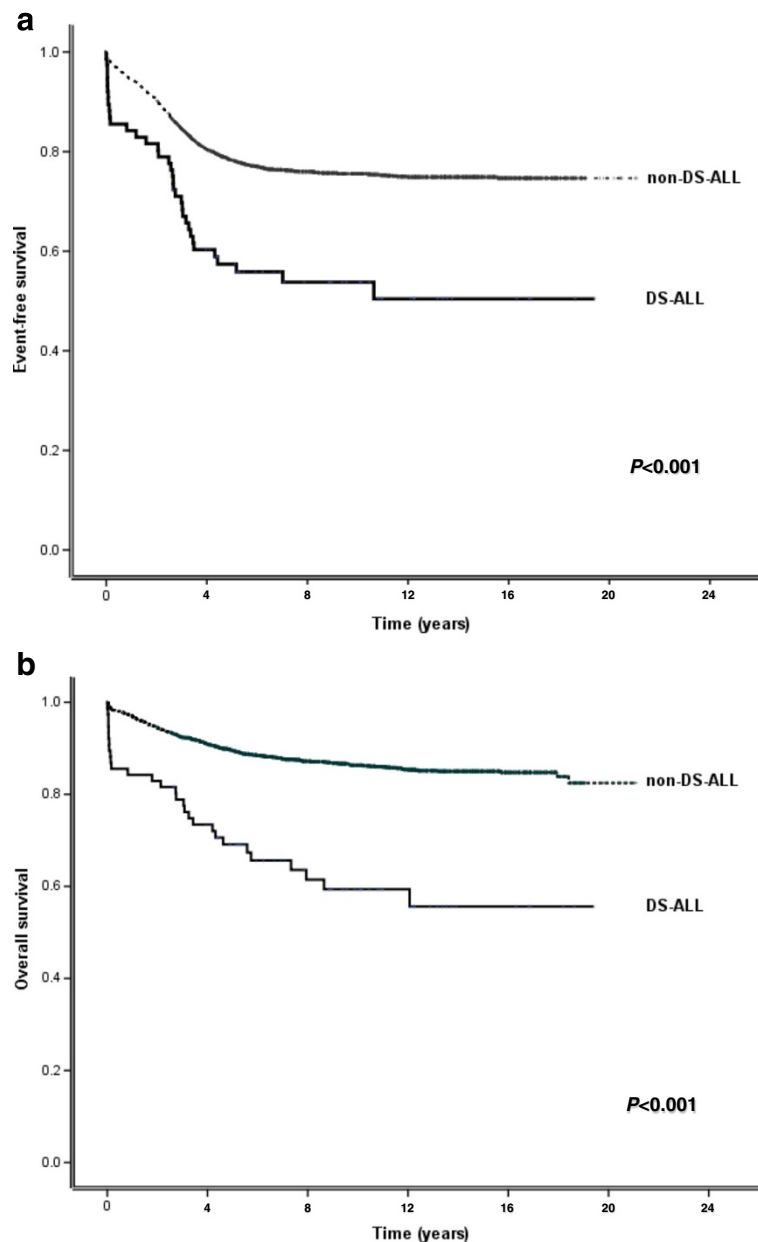 a
1.0
0.8
0.6
0.4
0.2
0.0
Event-free survival
non-DS-ALL
DS-ALL
P<0.001
0 4 8 12 16 20 24
Time (years)
b
1.0
0.8
0.6
0.4
0.2
0.0
Overall survival
non-DS-ALL
DS-ALL
P<0.001
0 4 8 12 16 20 24
Time (years)